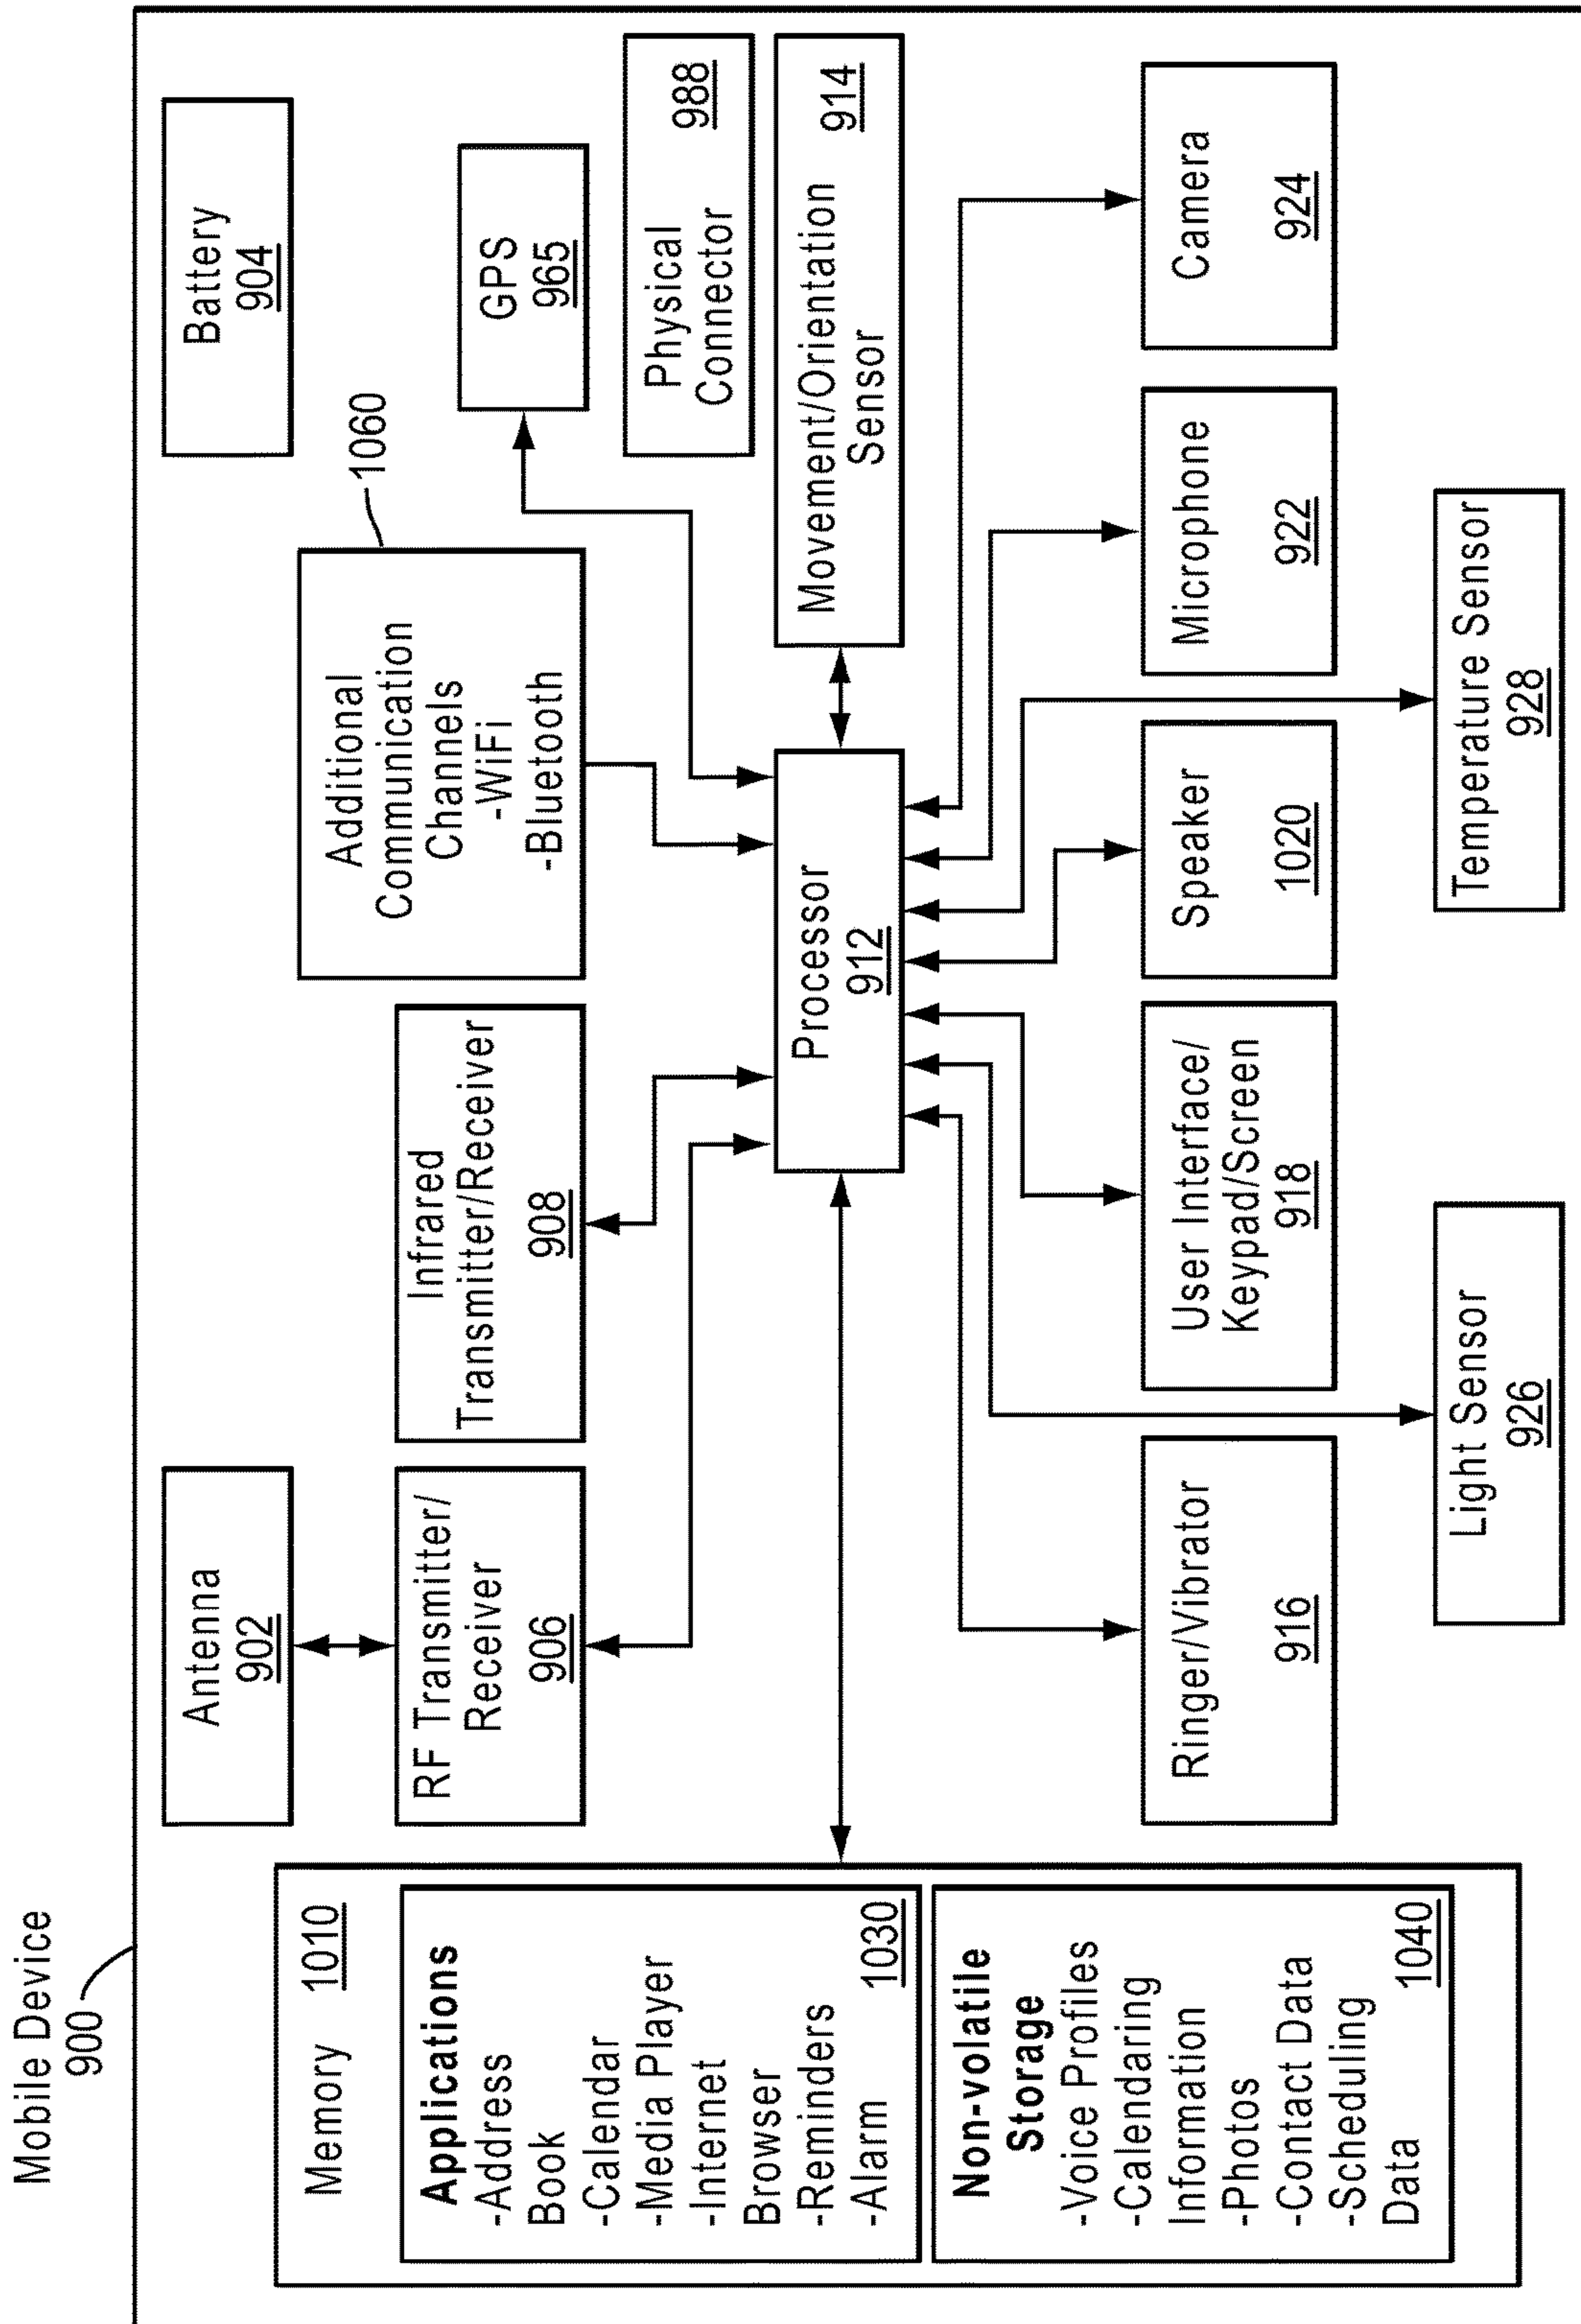 Mobile Device
900
Memory 1010
Applications
-Address
Book
-Calendar
-Media Player
-Internet
Browser
-Reminders
-Alarm 1030
Non-volatile
Storage
-Voice Profiles
-Calendaring
Information
-Photos
-Contact Data
-Scheduling
Data 1040
Antenna
902
RF Transmitter/
Receiver
906
Infrared
Transmitter/Receiver
908
Additional
Communication
Channels
-WiFi
-Bluetooth
1060
Battery
904
GPS
965
Physical
Connector
988
Processor
912
Movement/Orientation
Sensor
914
Ringer/Vibrator
916
User Interface/
Keypad/Screen
918
Speaker
1020
Microphone
922
Camera
924
Light Sensor
926
Temperature Sensor
928